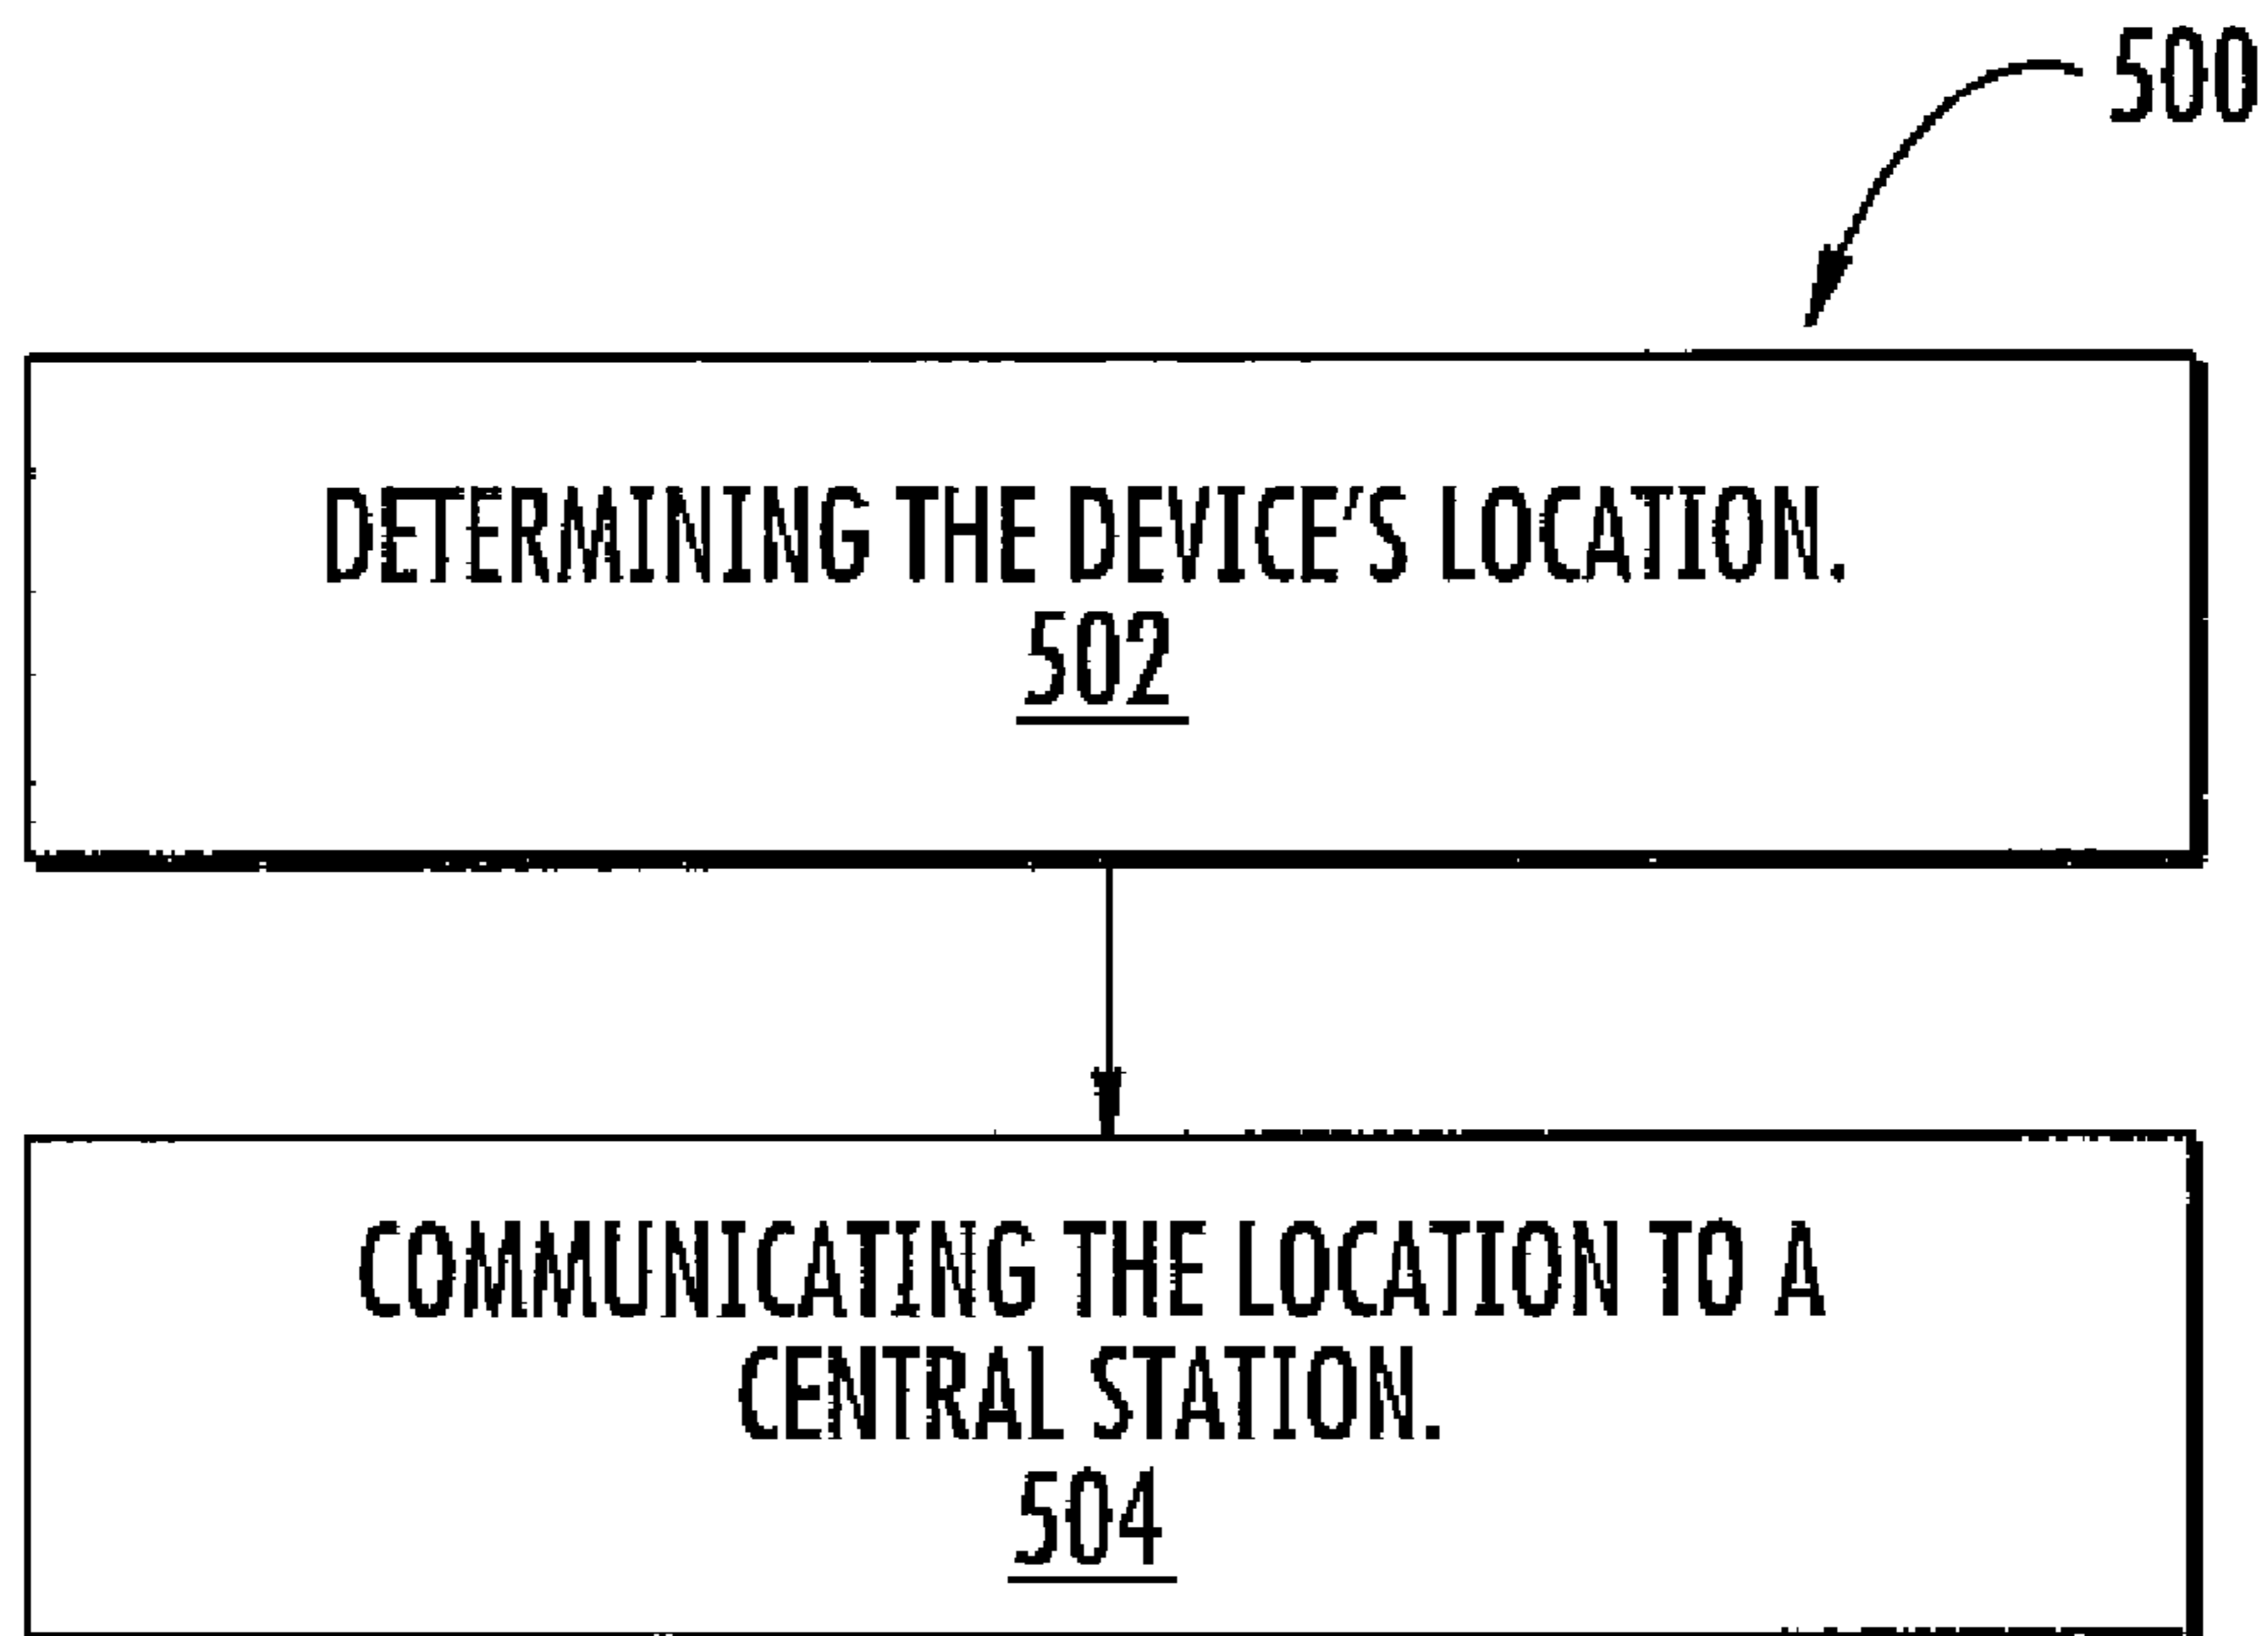 500
DETERMINING THE DEVICE'S LOCATION.
502
COMMUNICATING THE LOCATION TO A
CENTRAL STATION.
504